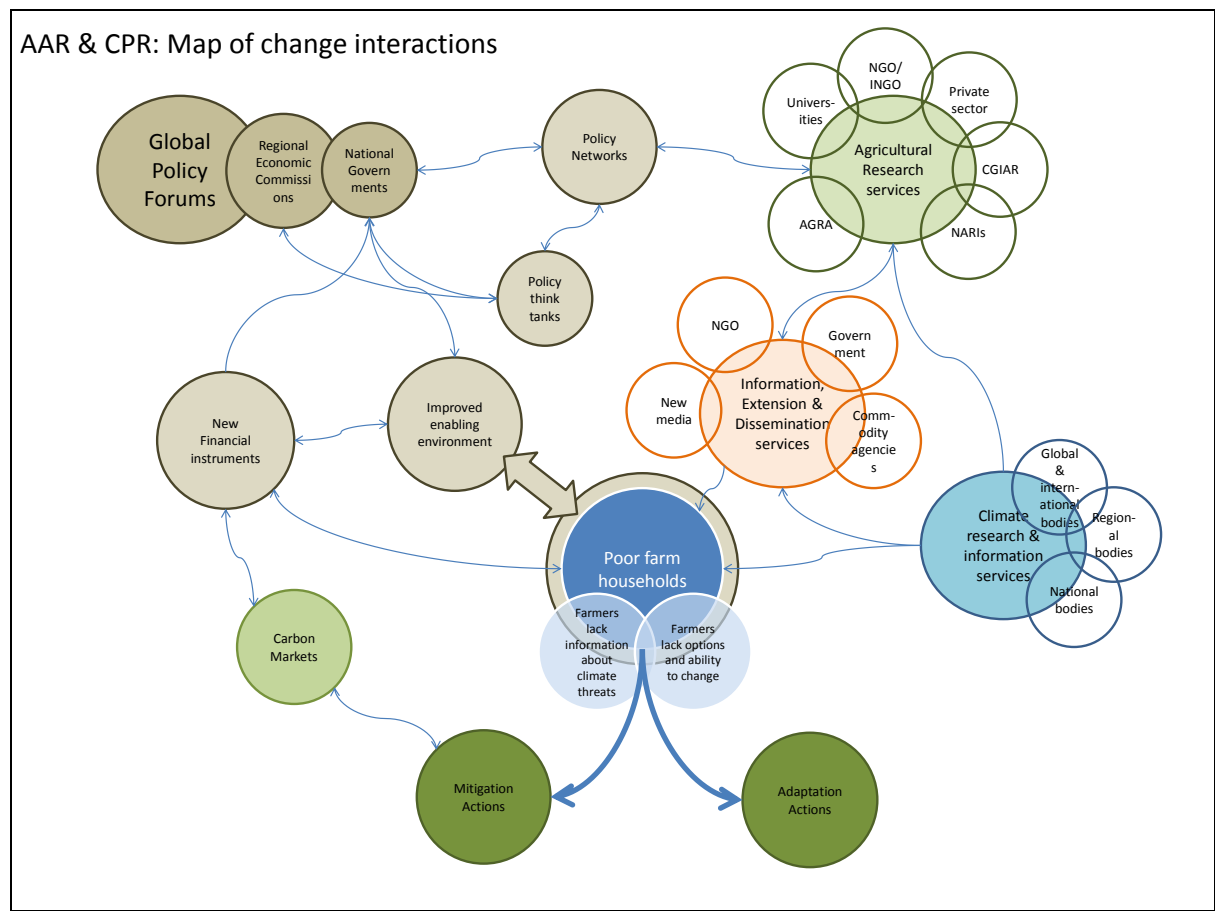 AAR & CPR: Map of change interactions
Global
Policy
Forums
Regional
Economic
Commissi
ons
National
Govern
ments
Policy
Networks
Policy
think
tanks
Univers-
ities
NGO/
INGO
Private
sector
CGIAR
NARIs
AGRA
Agricultural
Research
services
NGO
Govern
ment
New
media
Information,
Extension &
Dissemination
services
Comm-
odity
agencie
s
New
Financial
instruments
Improved
enabling
environment
Global
& 
intern-
ational
bodies
Region-
al
bodies
National
bodies
Climate
research &
information
services
Poor farm
households
Farmers
lack
information
about
climate
threats
Farmers
lack options
and ability
to change
Carbon
Markets
Mitigation
Actions
Adaptation
Actions